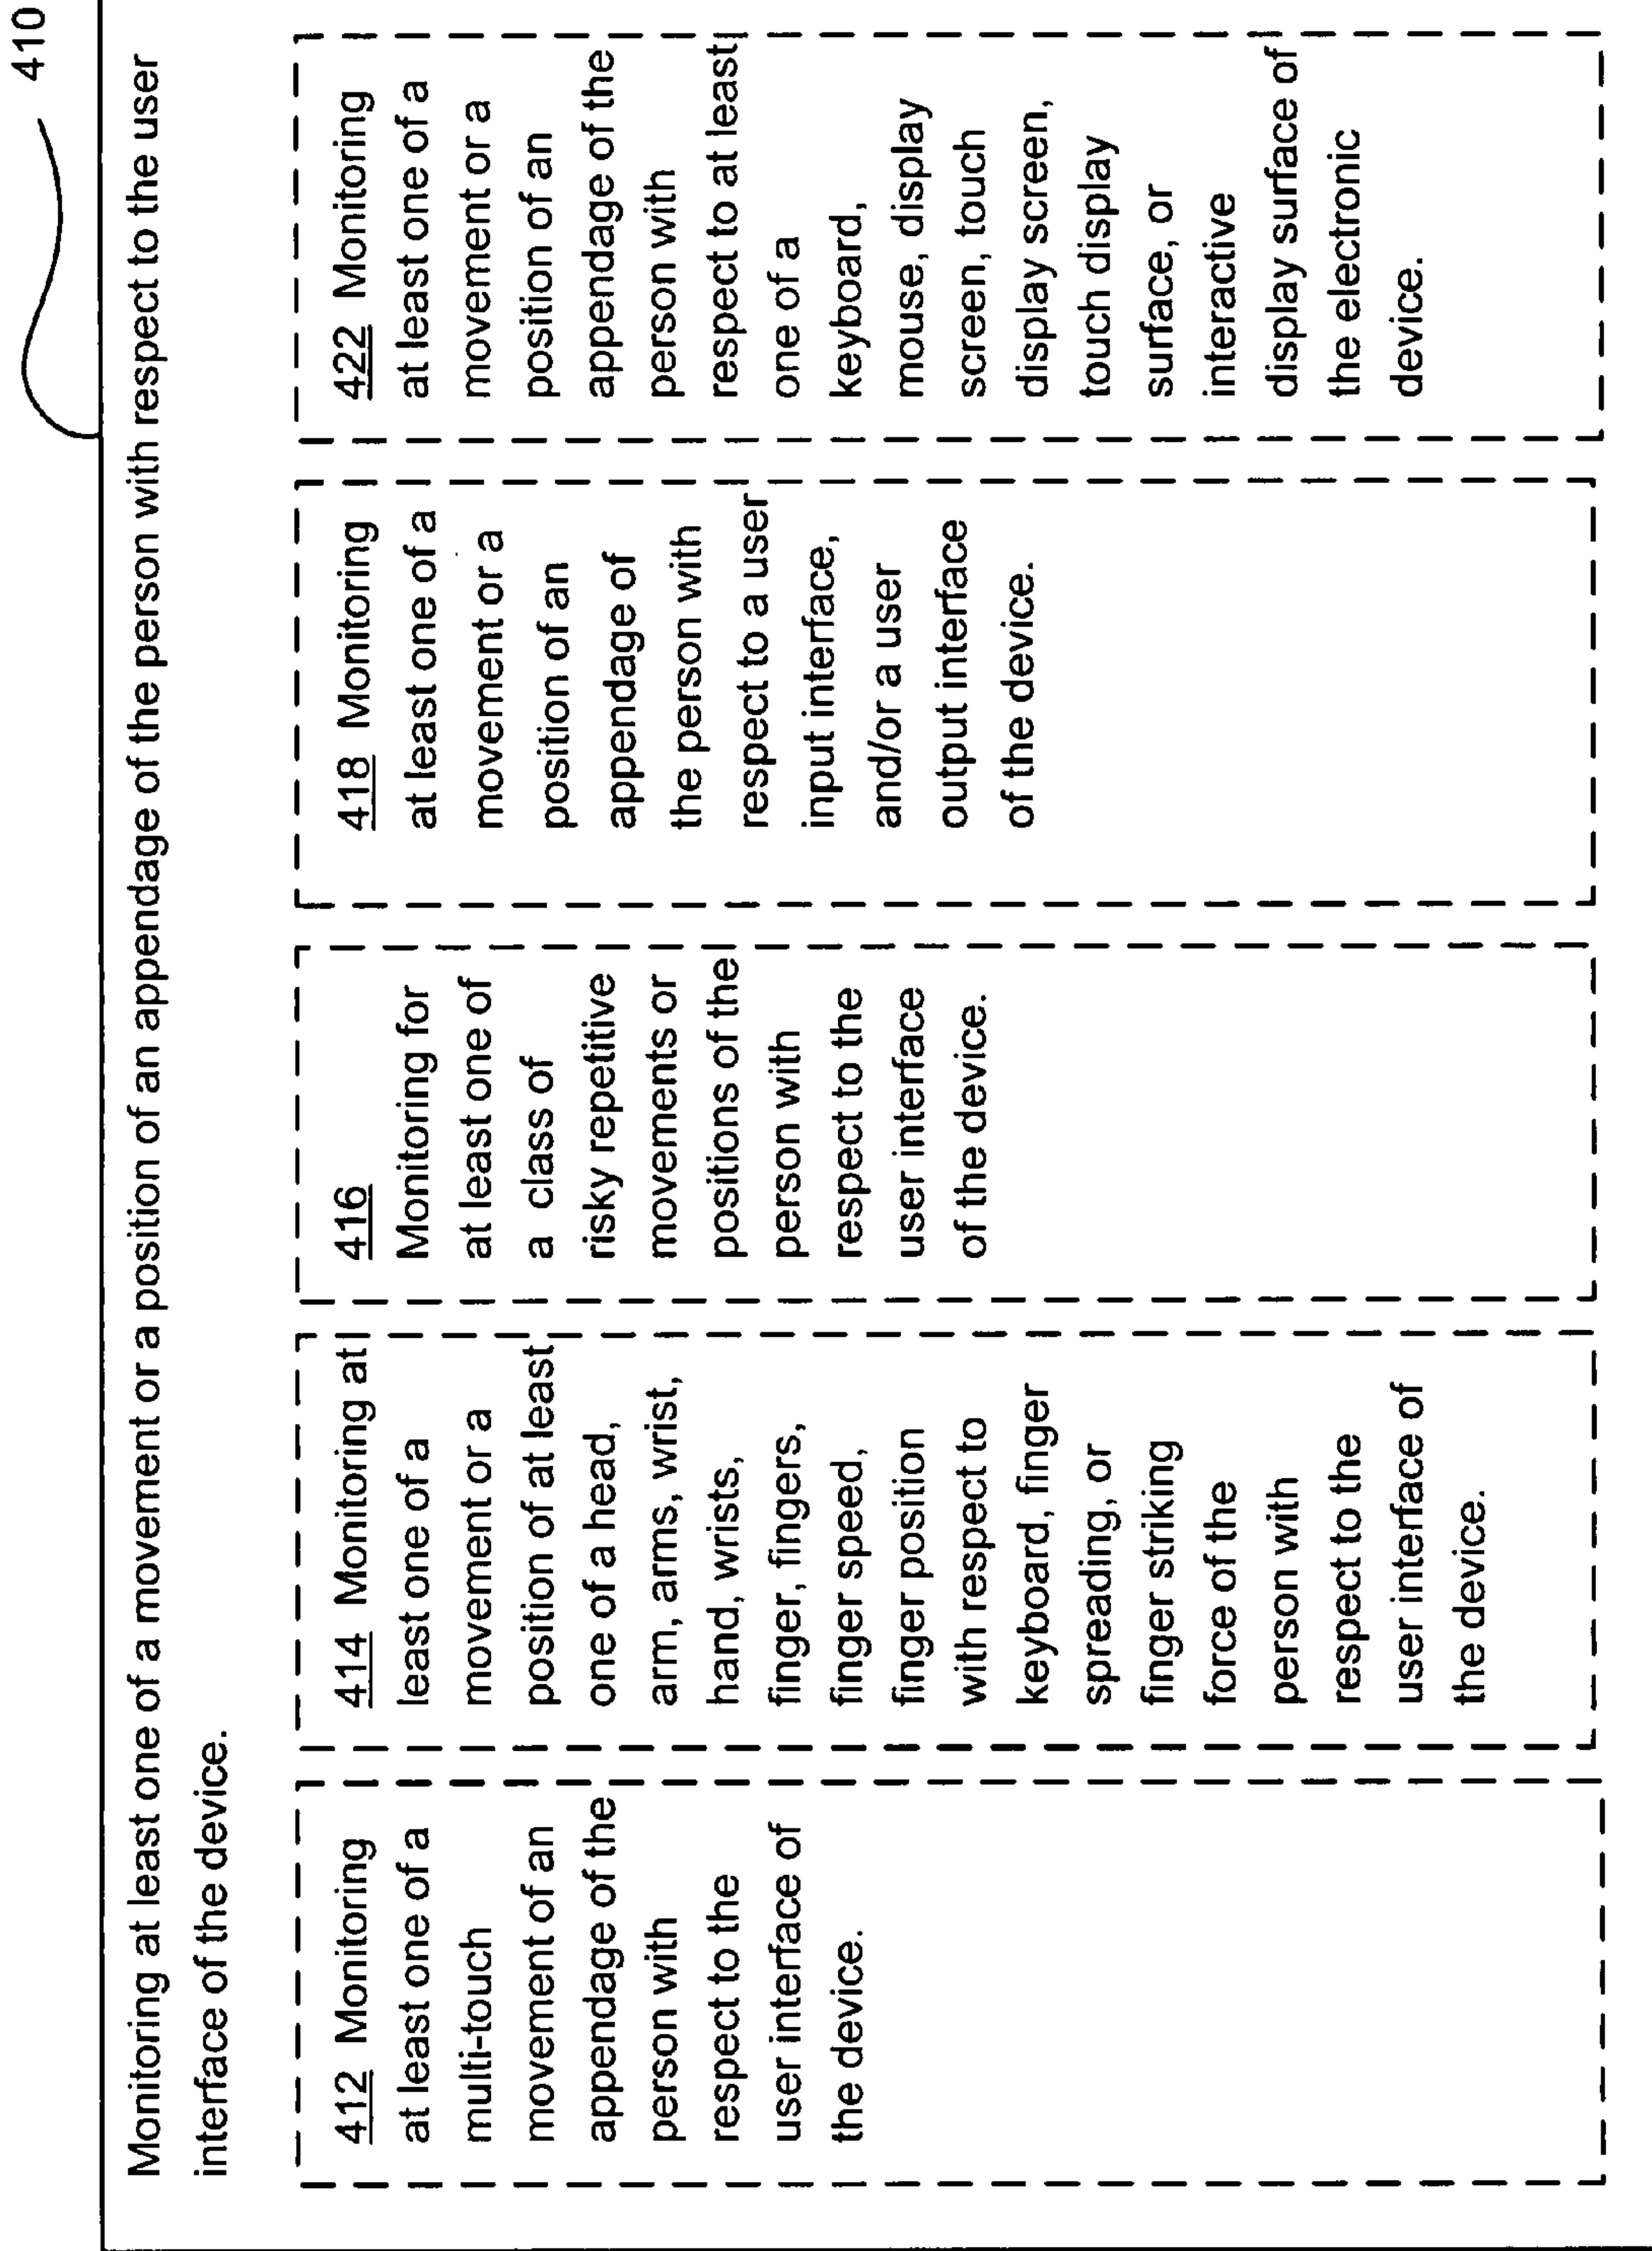 410
Monitoring at least one of a movement or a position of an appendage of the person with respect to the user
interface of the device.
412 Monitoring
at least one of a
multi-touch
movement of an
appendage of the
person with
respect to the
user interface of
the device.
414 Monitoring at
least one of a
movement or a
position of at least
one of a head,
arm, arms, wrist,
hand, wrists,
finger, fingers,
finger speed,
finger position
with respect to
keyboard, finger
spreading, or
finger striking
force of the
person with
respect to the
user interface of
the device.
416
Monitoring for
at least one of
a class of
risky repetitive
movements or
positions of the
person with
respect to the
user interface
of the device.
418 Monitoring
at least one of a
movement or a
position of an
appendage of
the person with
respect to a user
input interface,
and/or a user
output interface
of the device.
422 Monitoring
at least one of a
movement or a
position of an
appendage of the
person with
respect to at least
one of a
keyboard,
mouse, display
screen, touch
display screen,
touch display
surface, or
interactive
display surface of
the electronic
device.